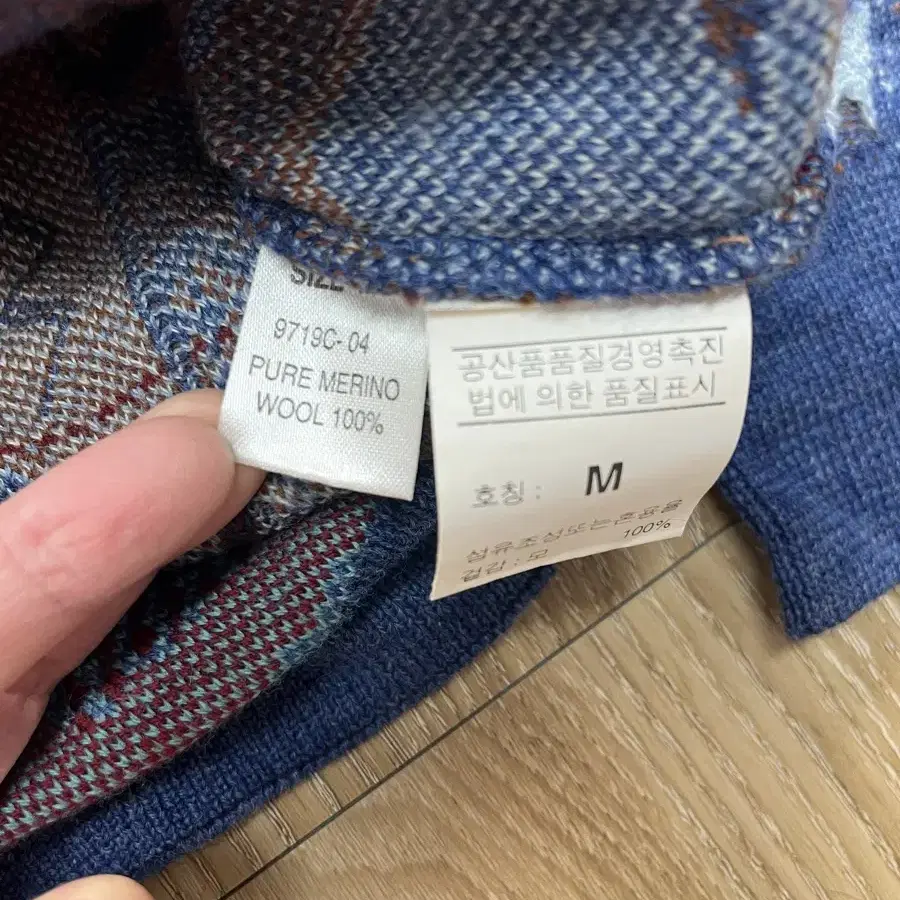 SIZE
9719C-04
PURE MERINO
WOOL 100%
공산품품질경영촉진
법에 의한 품질표시
호칭 : M
섬유조성또는혼용율
겉감 : 모 100%